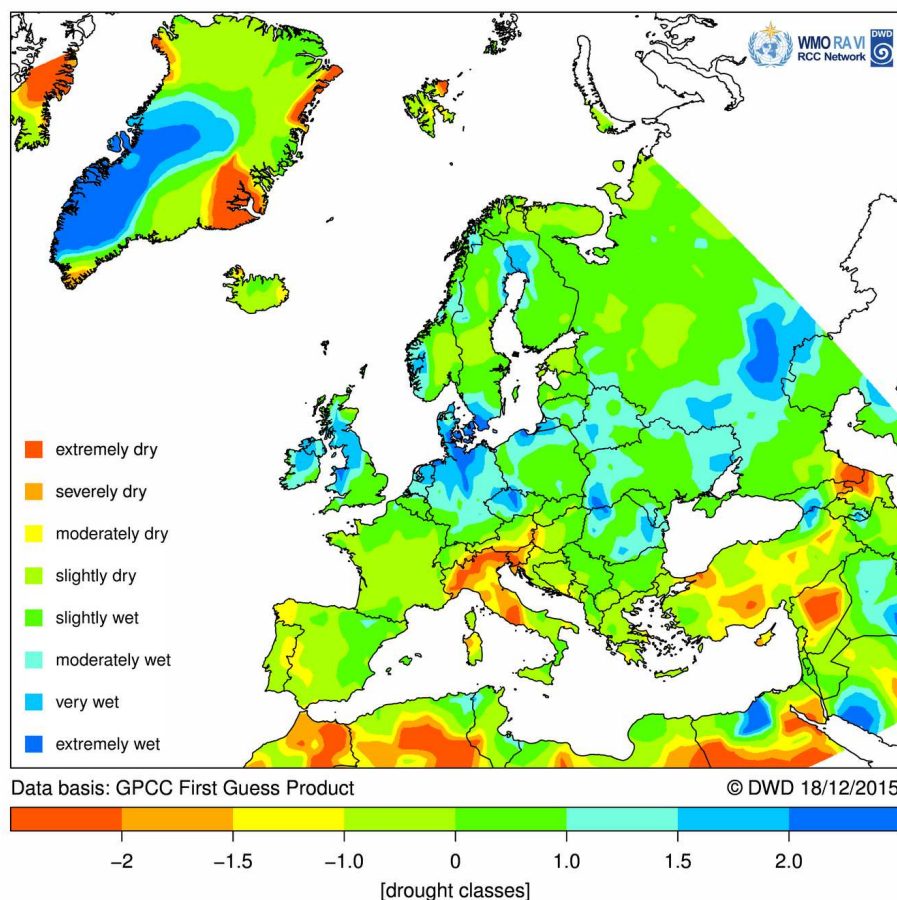 WMO RA VI
RCC Network
DWD
extremely dry
severely dry
moderately dry
slightly dry
slightly wet
moderately wet
very wet
extremely wet
Data basis: GPCC First Guess Product
© DWD 18/12/2015
−2 −1.5 −1.0 0 1.0 1.5 2.0
[drought classes]